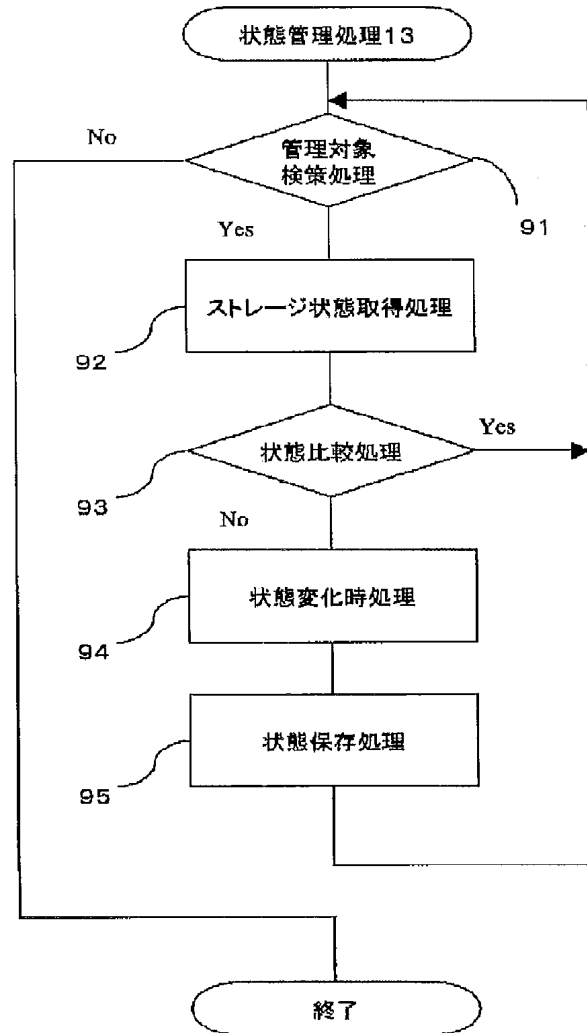 状態管理処理13
No
管理対象
検策処理
91
Yes
ストレージ状態取得処理
92
状態比較処理
Yes
93
No
状態変化時処理
94
状態保存処理
95
終了